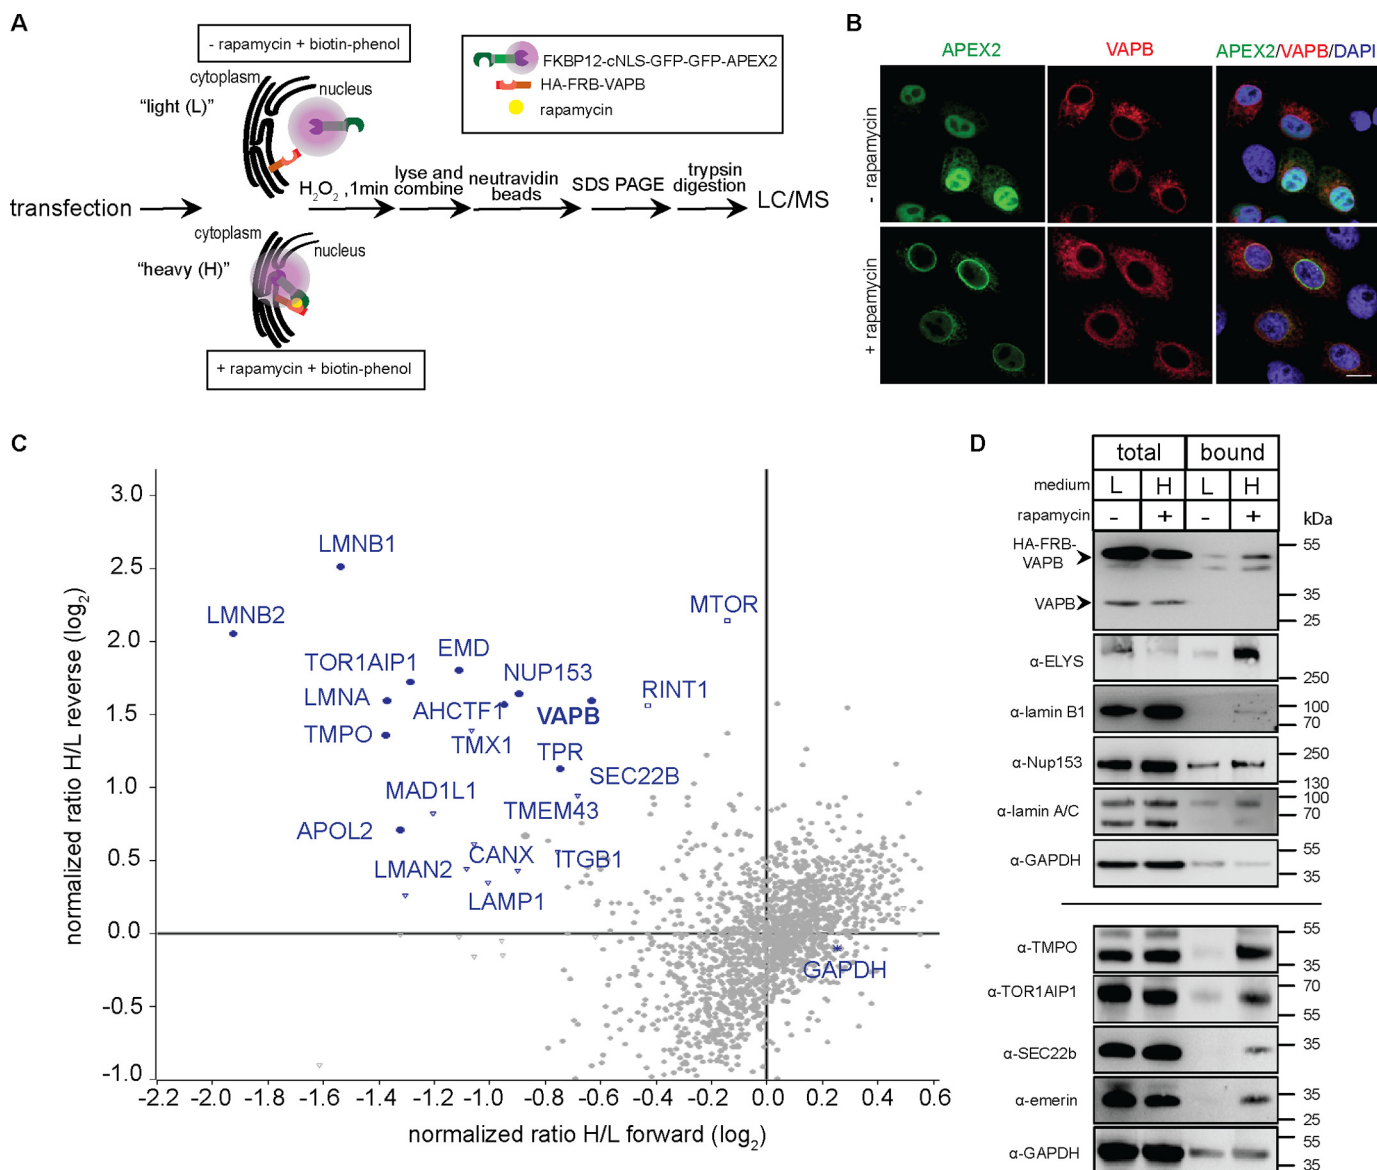 A
- rapamycin + biotin-phenol
cytoplasm
nucleus
"light (L)"
FKBP12-cNLS-GFP-GFP-APEX2
HA-FRB-VAPB
rapamycin
transfection
H2O2 ,1min
lyse and
combine
neutravidin
beads
SDS PAGE
trypsin
digestion
LC/MS
cytoplasm
nucleus
"heavy (H)"
+ rapamycin + biotin-phenol
B
APEX2
VAPB
APEX2/VAPB/DAPI
- rapamycin
+ rapamycin
C
normalized ratio H/L reverse (log2)
3.0
2.5
2.0
1.5
1.0
0.5
0.0
-0.5
-1.0
LMNB1
LMNB2
MTOR
TOR1AIP1
EMD
NUP153
RINT1
LMNA
AHCTF1
VAPB
TMPO
TMX1
TPR
SEC22B
MAD1L1
TMEM43
APOL2
CANX
ITGB1
LMAN2
LAMP1
GAPDH
-2.2 -2.0 -1.8 -1.6 -1.4 -1.2 -1.0 -0.8 -0.6 -0.4 -0.2 0.0 0.2 0.4 0.6
normalized ratio H/L forward (log2)
D
total bound
medium L H L H
rapamycin - + - + kDa
HA-FRB-
VAPB
55
35
VAPB
25
α-ELYS
250
α-lamin B1
100
70
α-Nup153
250
130
α-lamin A/C
100
70
α-GAPDH
55
35
α-TMPO
55
35
α-TOR1AIP1
70
55
α-SEC22b
35
α-emerin
35
25
α-GAPDH
55
35